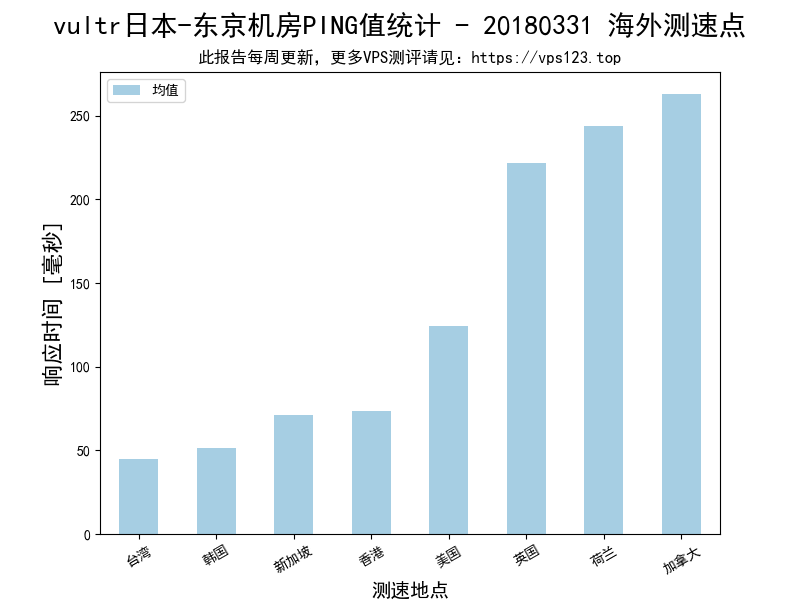 vultr日本-东京机房PING值统计 - 20180331 海外测速点
此报告每周更新，更多VPS测评请见：https://vps123.top
均值
响应时间 [毫秒]
250
200
150
100
50
0
台湾 韩国 新加坡 香港 美国 英国 荷兰 加拿大
测速地点